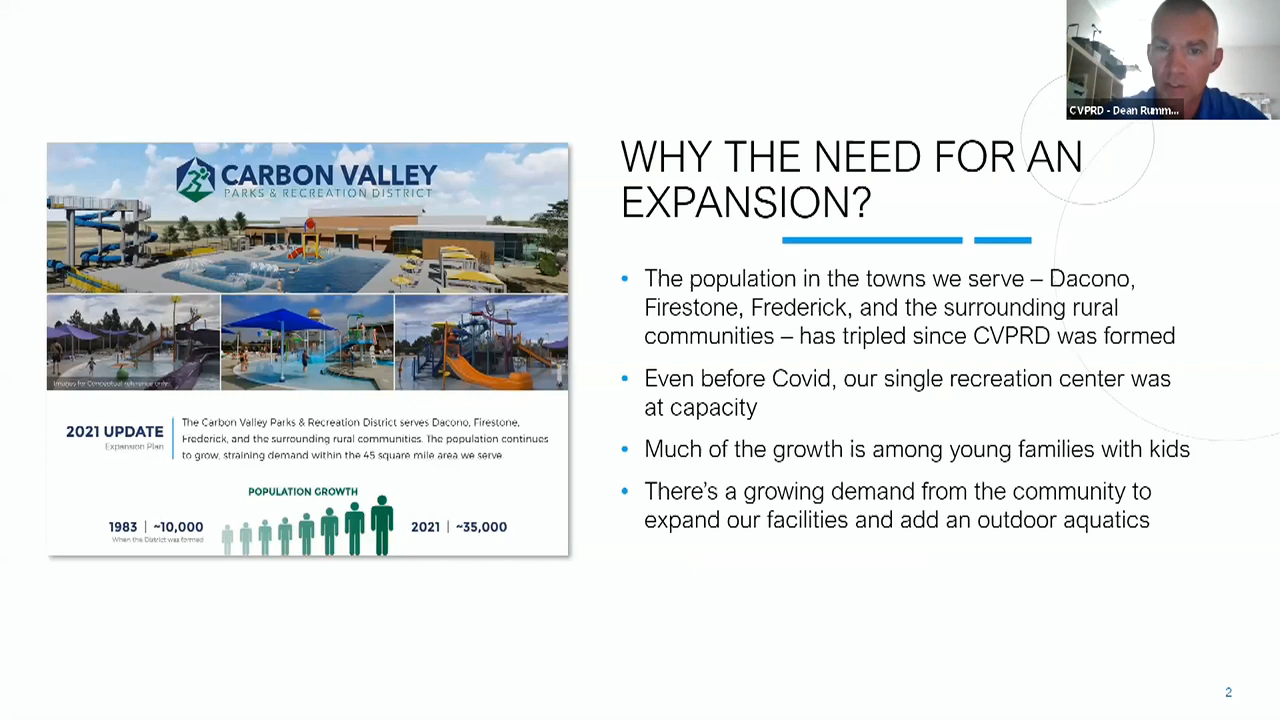 CVPRD - Dean Rumm...
CARBON VALLEY
PARKS & RECREATION DISTRICT
Images for Conceptual reference only
2021 UPDATE
Expansion Plan
The Carbon Valley Parks & Recreation District serves Dacono, Firestone,
Frederick, and the surrounding rural communities. The population continues
to grow, straining demand within the 45 square mile area we serve.
POPULATION GROWTH
1983 | ~10,000
When the District was formed
2021 | ~35,000
WHY THE NEED FOR AN
EXPANSION?
• The population in the towns we serve – Dacono,
Firestone, Frederick, and the surrounding rural
communities – has tripled since CVPRD was formed
• Even before Covid, our single recreation center was
at capacity
• Much of the growth is among young families with kids
• There’s a growing demand from the community to
expand our facilities and add an outdoor aquatics
2